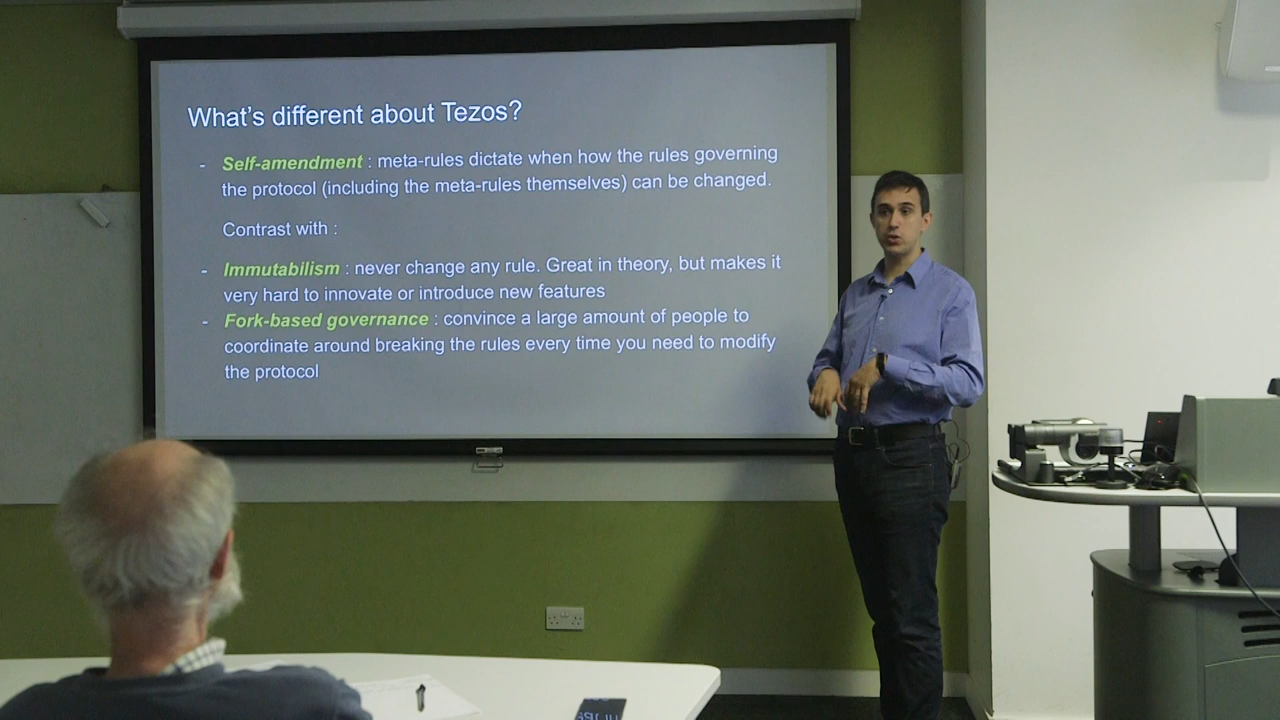 What's different about Tezos?
- Self-amendment : meta-rules dictate when how the rules governing
the protocol (including the meta-rules themselves) can be changed.
Contrast with :
- Immutabilism : never change any rule. Great in theory, but makes it
very hard to innovate or introduce new features
- Fork-based governance : convince a large amount of people to
coordinate around breaking the rules every time you need to modify
the protocol